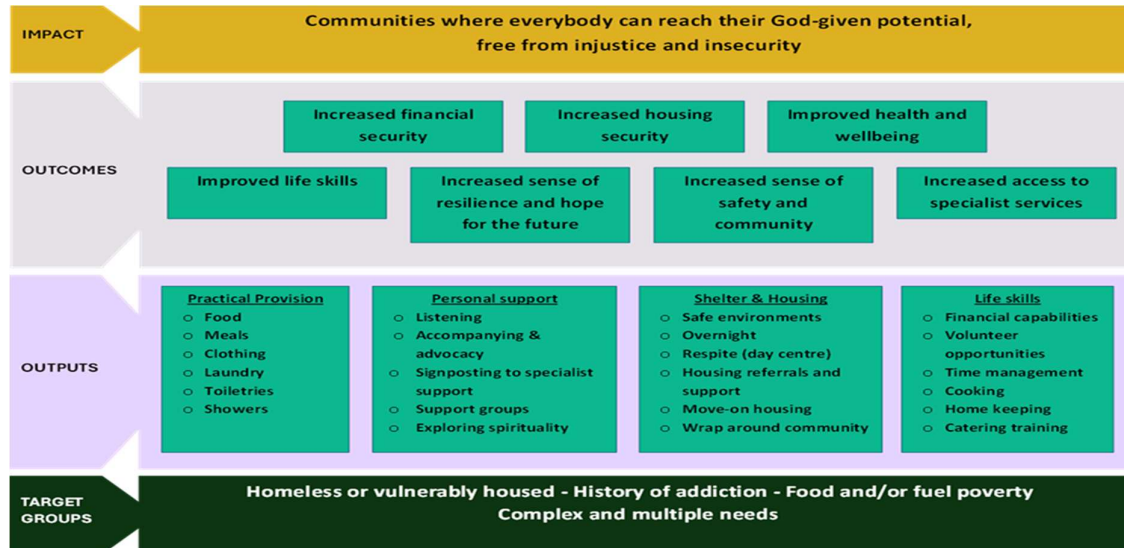 IMPACT
Communities where everybody can reach their God-given potential,
free from injustice and insecurity
OUTCOMES
Increased financial
security
Increased housing
security
Improved health and
wellbeing
Improved life skills
Increased sense of
resilience and hope
for the future
Increased sense of
safety and
community
Increased access to
specialist services
OUTPUTS
Practical Provision
o Food
o Meals
o Clothing
o Laundry
o Toiletries
o Showers
Personal support
o Listening
o Accompanying &
advocacy
o Signposting to specialist
support
o Support groups
o Exploring spirituality
Shelter & Housing
o Safe environments
o Overnight
o Respite (day centre)
o Housing referrals and
support
o Move-on housing
o Wrap around community
Life skills
o Financial capabilities
o Volunteer
opportunities
o Time management
o Cooking
o Home keeping
o Catering training
TARGET
GROUPS
Homeless or vulnerably housed - History of addiction - Food and/or fuel poverty
Complex and multiple needs